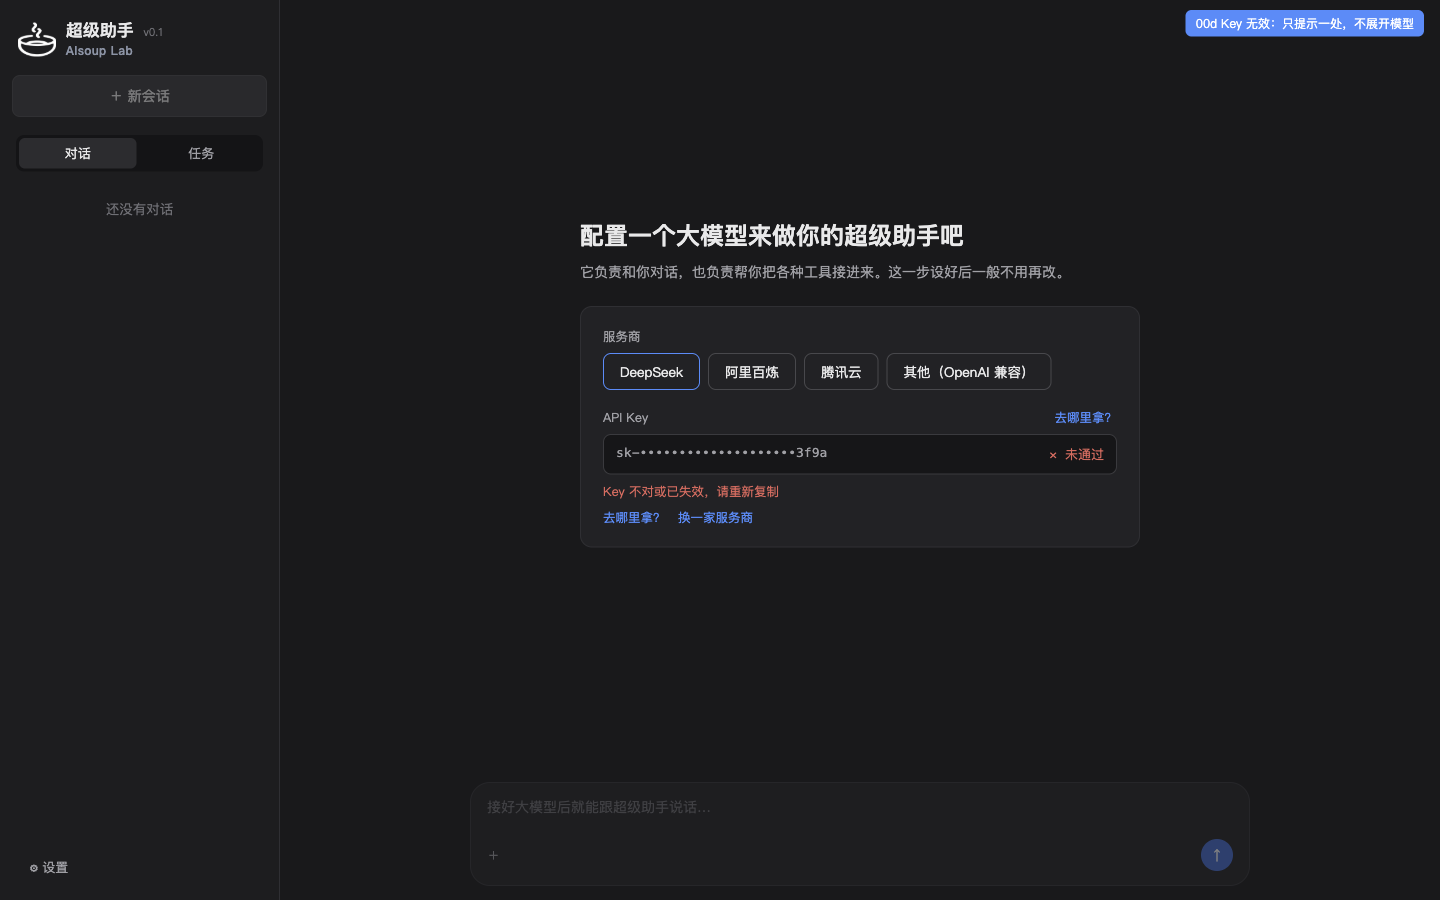 超级助手 v0.1
AIsoup Lab
+ 新会话
对话 任务
还没有对话
设置
00d Key 无效：只提示一处，不展开模型
配置一个大模型来做你的超级助手吧
它负责和你对话，也负责帮你把各种工具接进来。这一步设好后一般不用再改。
服务商
DeepSeek 阿里百炼 腾讯云 其他（OpenAI 兼容）
API Key 去哪里拿？
sk-••••••••••••••••••••3f9a × 未通过
Key 不对或已失效，请重新复制
去哪里拿？ 换一家服务商
接好大模型后就能跟超级助手说话...
+ ↑